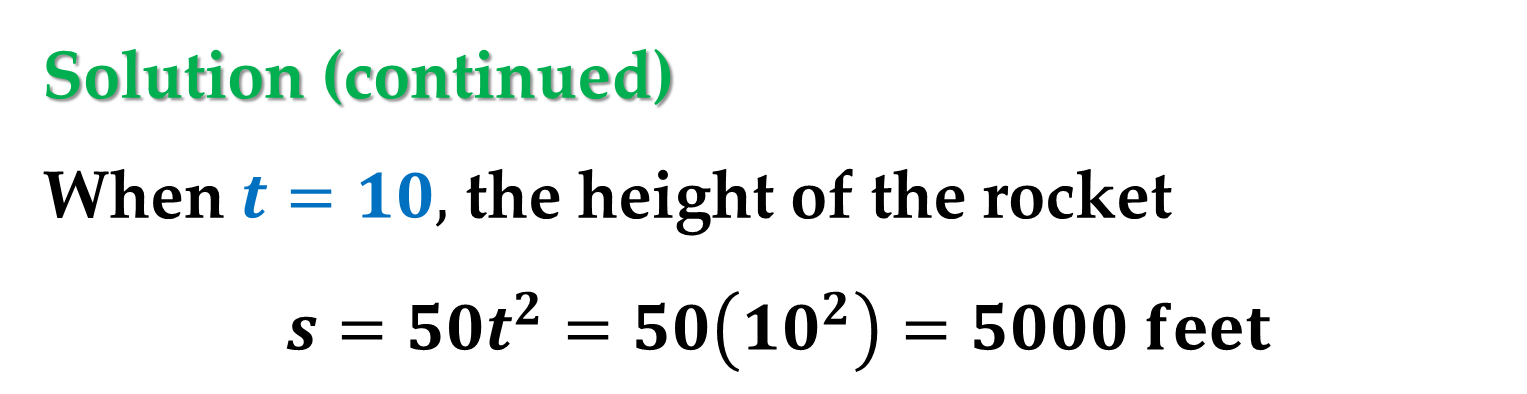 Solution (continued)
When t = 10, the height of the rocket
s = 50t² = 50(10²) = 5000 feet